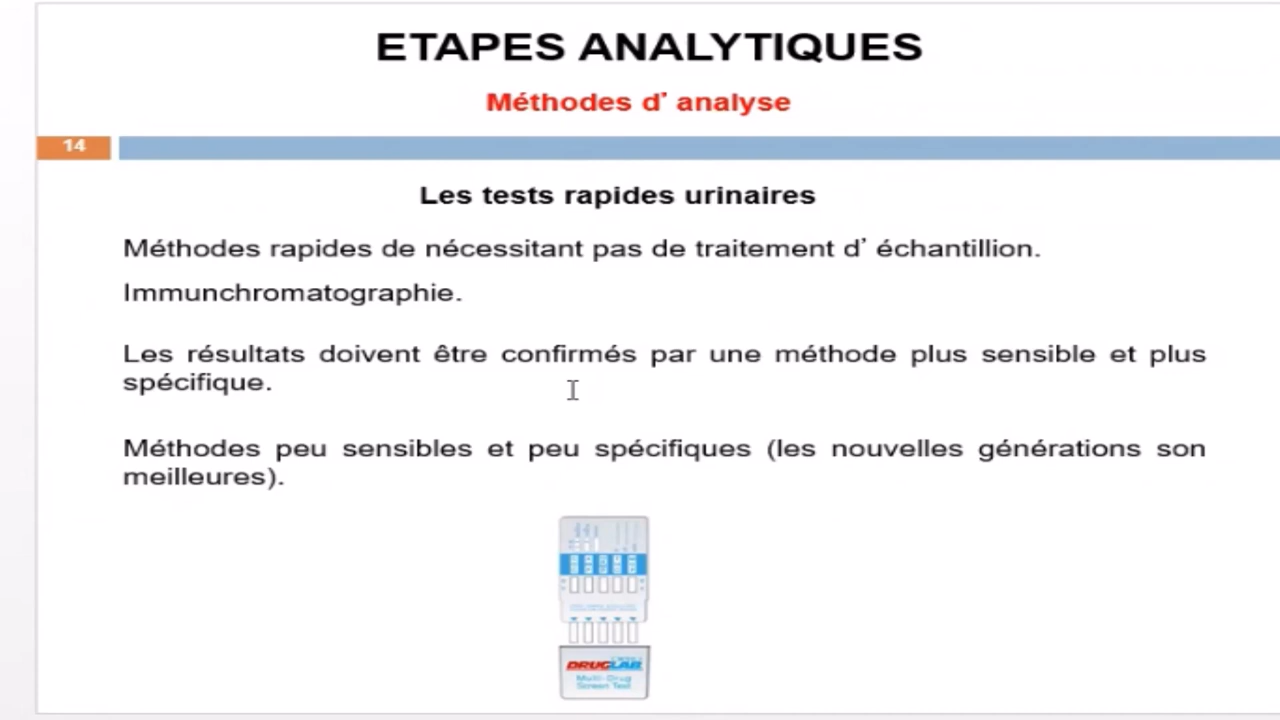 ETAPES ANALYTIQUES
Méthodes d’ analyse
14
Les tests rapides urinaires
Méthodes rapides de nécessitant pas de traitement d’ échantillion.
Immunchromatographie.
Les résultats doivent être confirmés par une méthode plus sensible et plus
spécifique.
Méthodes peu sensibles et peu spécifiques (les nouvelles générations son
meilleures).
DRUGLAB
Multi-Drug
Screen Test